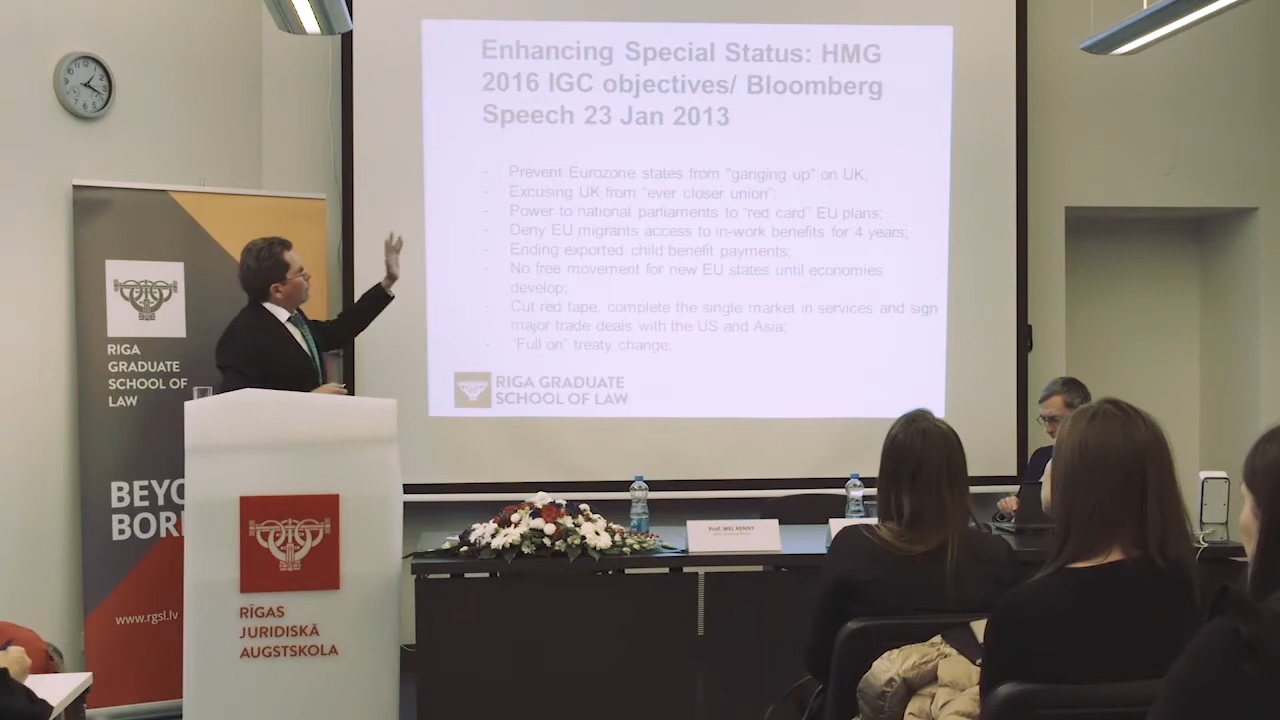 Enhancing Special Status: HMG
2016 IGC objectives/ Bloomberg
Speech 23 Jan 2013
- Prevent Eurozone states from "ganging up" on UK;
- Excusing UK from "ever closer union";
- Power to national parliaments to "red card" EU plans;
- Deny EU migrants access to in-work benefits for 4 years;
- Ending exported child benefit payments;
- No free movement for new EU states until economies
develop;
- Cut red tape, complete the single market in services and sign
major trade deals with the US and Asia;
- "Full on" treaty change.
RIGA GRADUATE
SCHOOL OF LAW
RIGA
GRADUATE
SCHOOL OF
LAW
BEYO
BOR
www.rgsl.lv
RĪGAS
JURIDISKĀ
AUGSTSKOLA
Prof. MEL KENNY